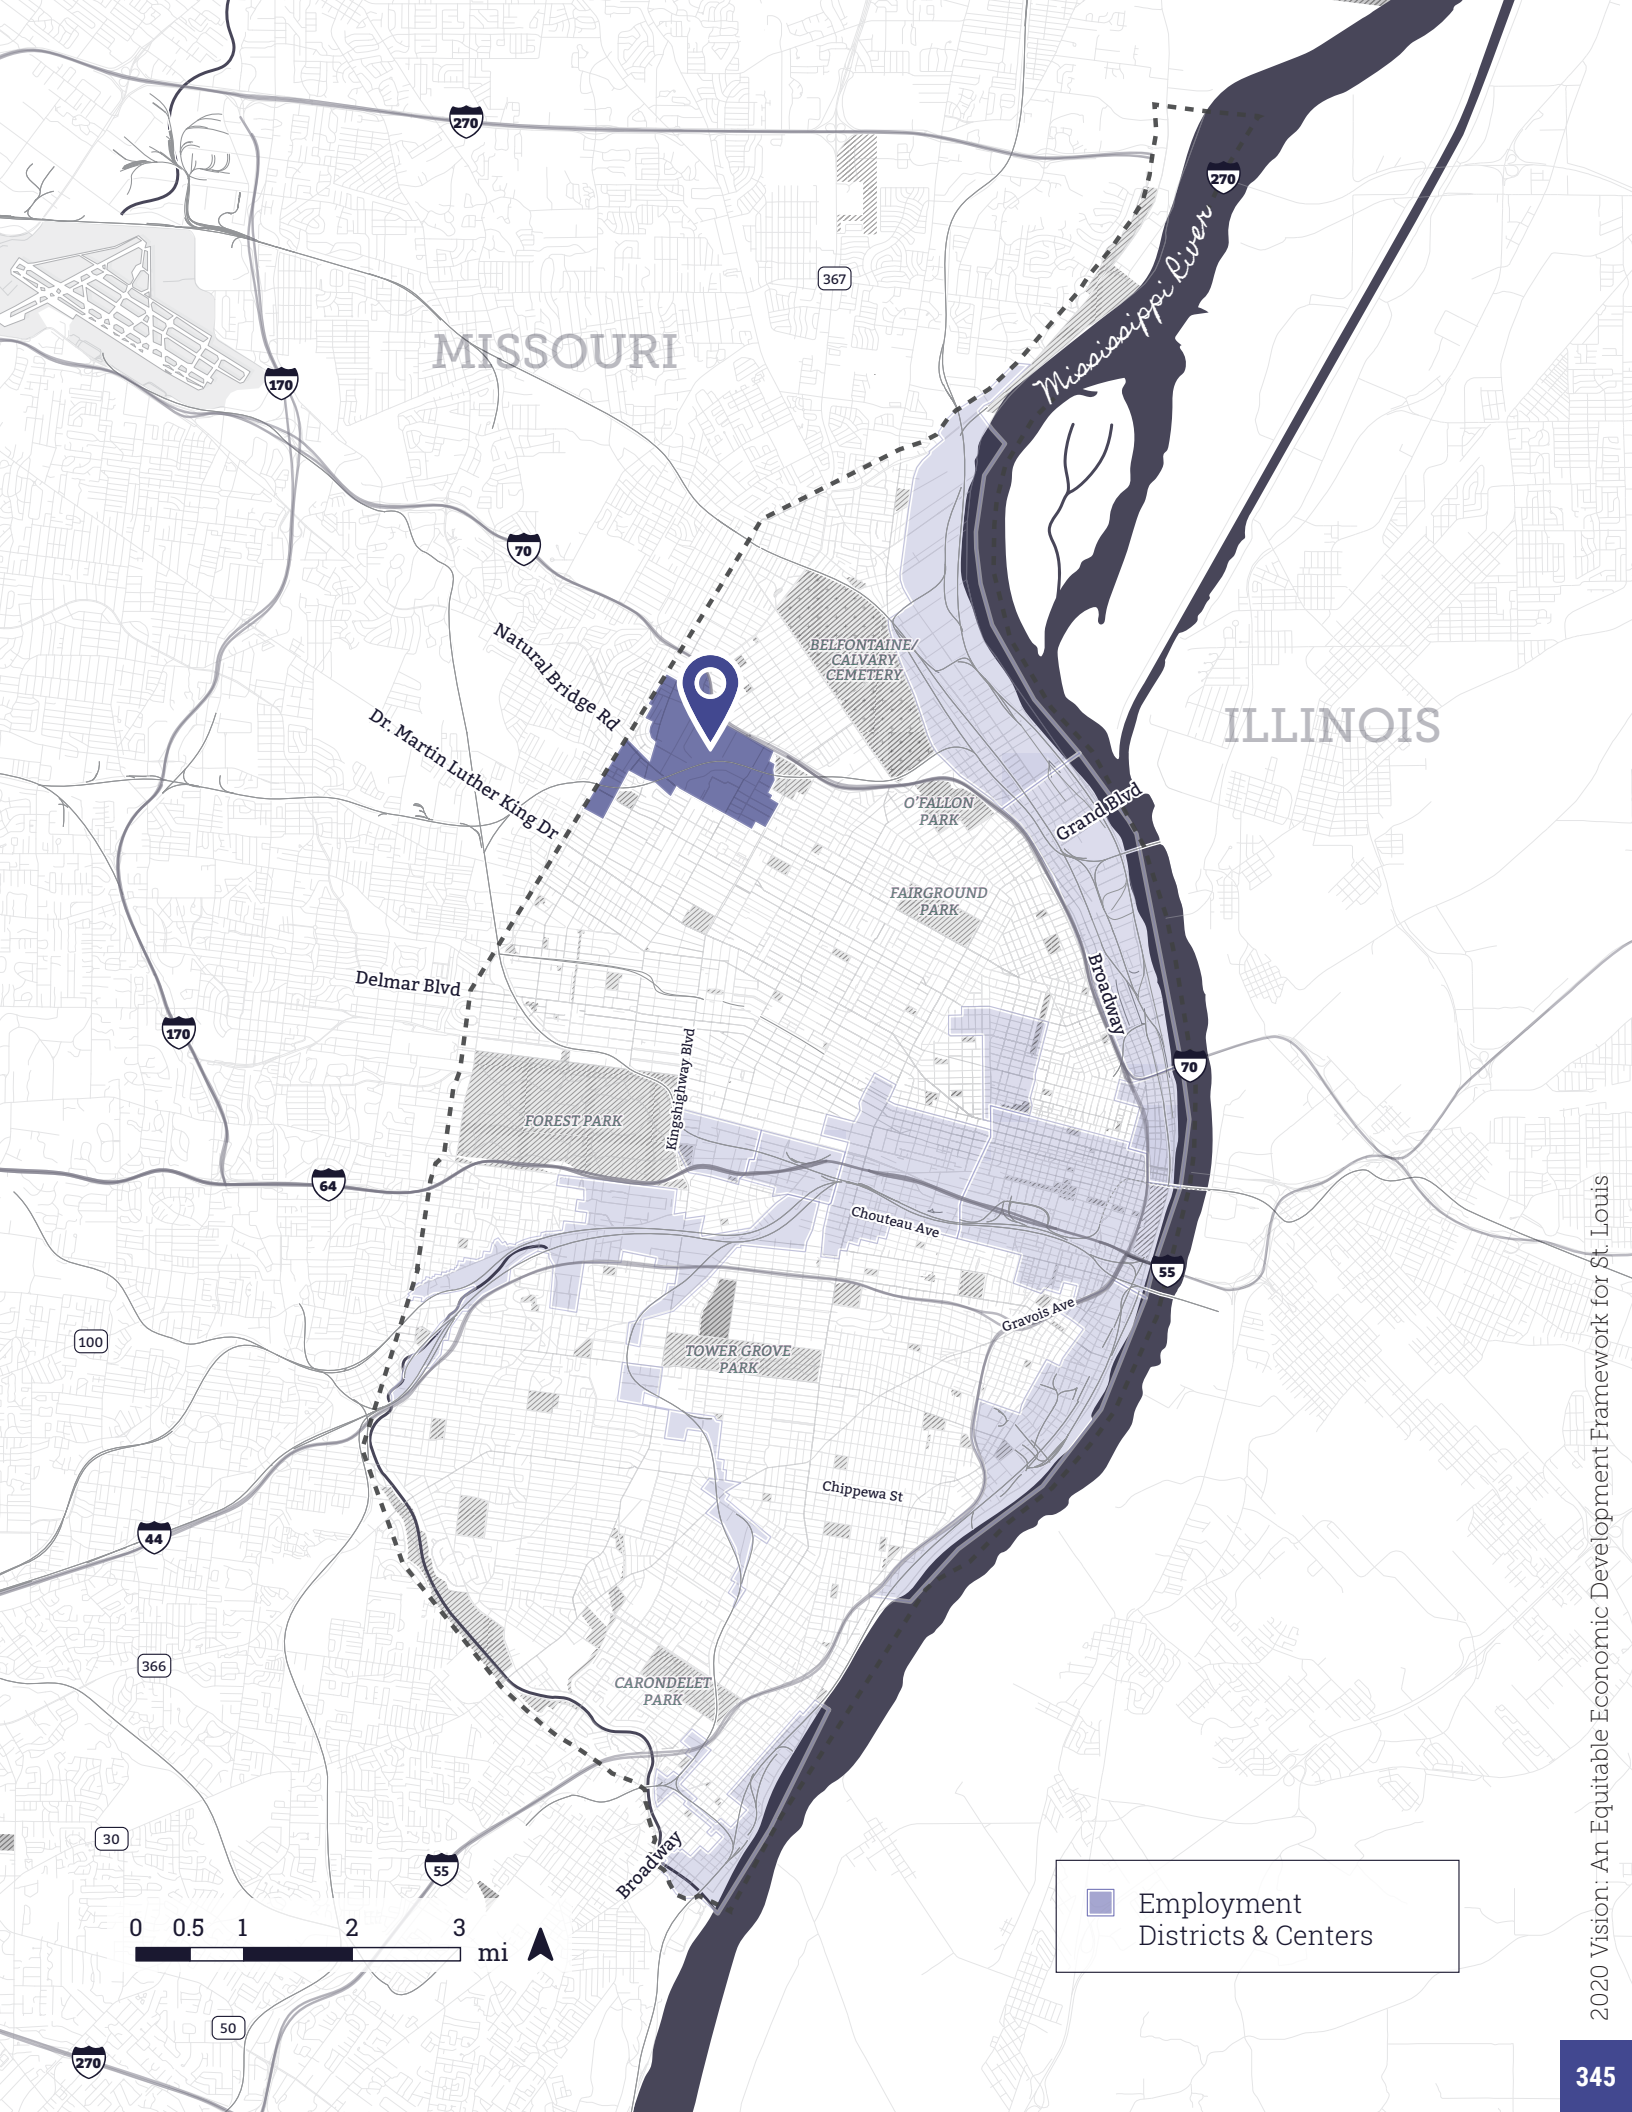 270
270
Mississippi River
367
MISSOURI
170
70
Natural Bridge Rd
BELFONTAINE/
CALVARY
CEMETERY
ILLINOIS
Dr. Martin Luther King Dr
O'FALLON
PARK
Grand Blvd
FAIRGROUND
PARK
Broadway
Delmar Blvd
170
Kingshighway Blvd
70
FOREST PARK
64
Chouteau Ave
55
Gravois Ave
100
TOWER GROVE
PARK
Chippewa St
44
366
CARONDELET
PARK
30
55
Broadway
Employment
Districts & Centers
0 0.5 1 2 3
mi
50
270
2020 Vision: An Equitable Economic Development Framework for St. Louis
345